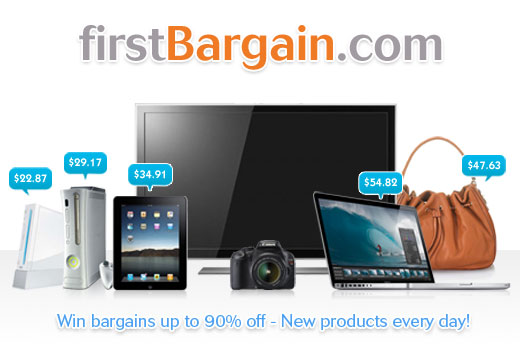 firstBargain.com
$22.87
$29.17
$34.91
$54.82
$47.63
Canon
Win bargains up to 90% off - New products every day!